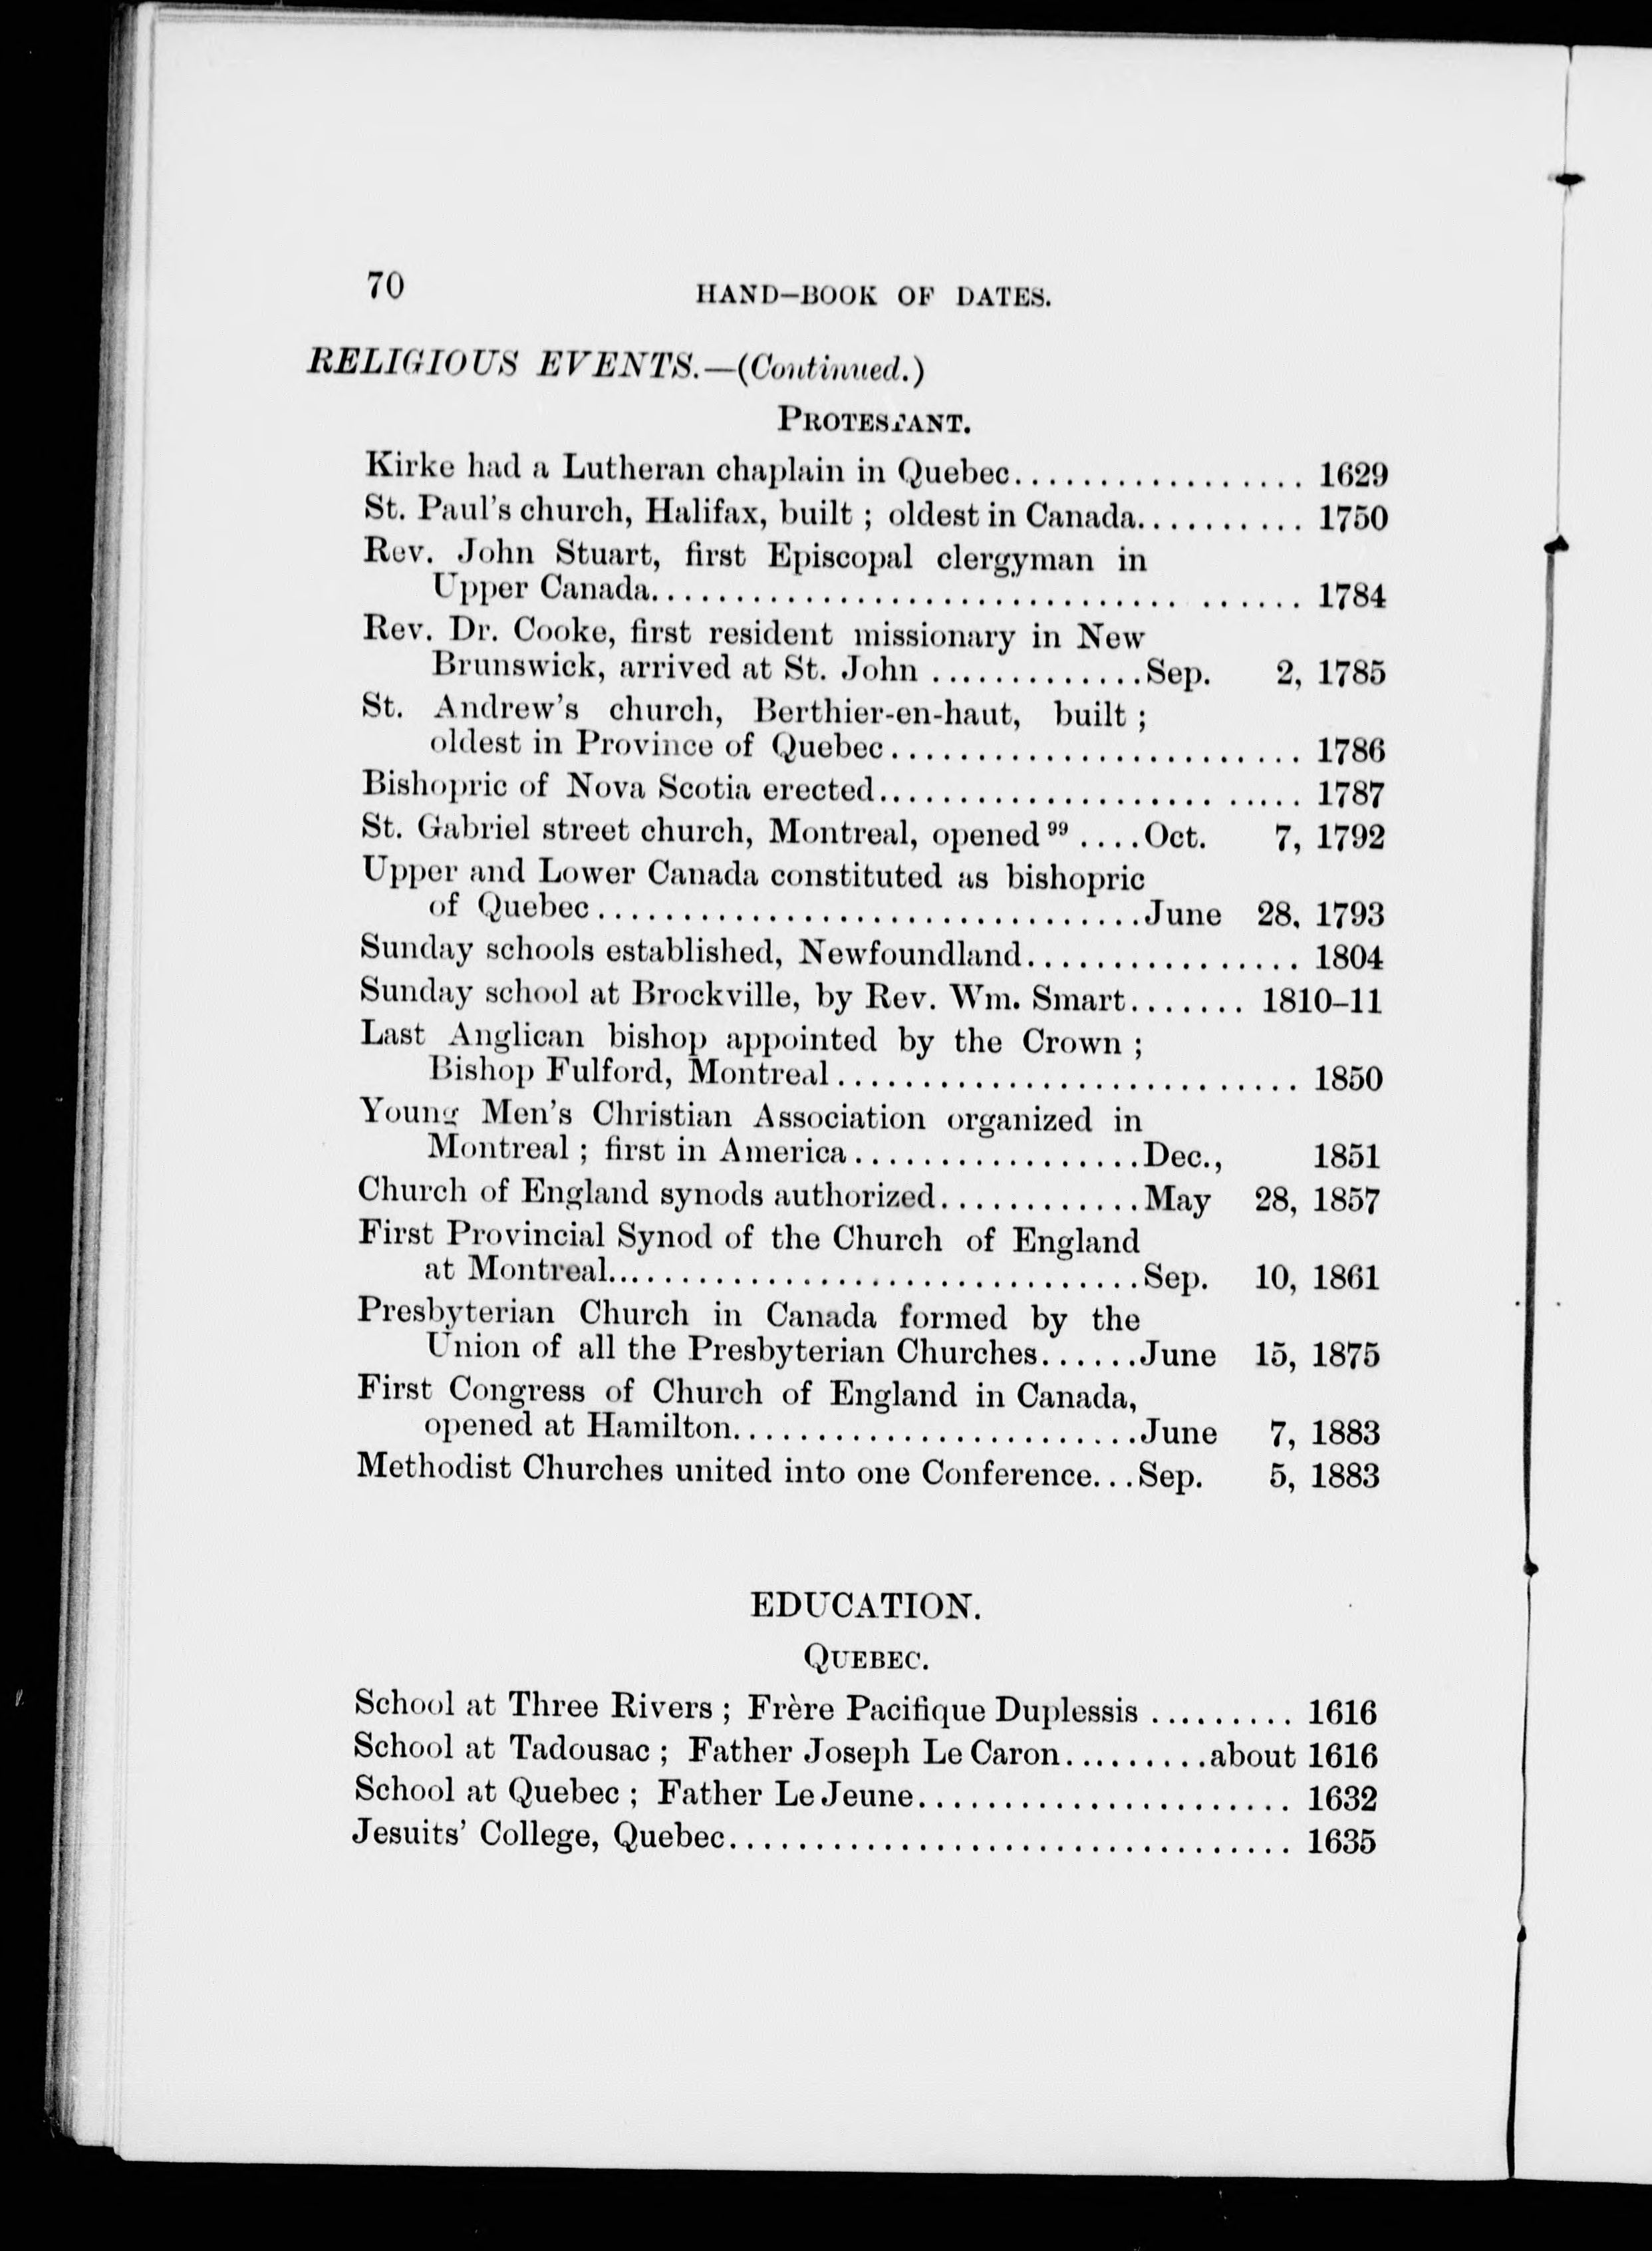 70 HAND-BOOK OF DATES.
RELIGIOUS EVENTS.—(Continued.)
PROTESTANT.
Kirke had a Lutheran chaplain in Quebec.................. 1629
St. Paul's church, Halifax, built ; oldest in Canada.......... 1750
Rev. John Stuart, first Episcopal clergyman in
Upper Canada...................................... 1784
Rev. Dr. Cooke, first resident missionary in New
Brunswick, arrived at St. John .............Sep. 2, 1785
St. Andrew's church, Berthier-en-haut, built ;
oldest in Province of Quebec......................... 1786
Bishopric of Nova Scotia erected......................... 1787
St. Gabriel street church, Montreal, opened 99 ....Oct. 7, 1792
Upper and Lower Canada constituted as bishopric
of Quebec.................................June 28, 1793
Sunday schools established, Newfoundland................. 1804
Sunday school at Brockville, by Rev. Wm. Smart....... 1810-11
Last Anglican bishop appointed by the Crown ;
Bishop Fulford, Montreal............................ 1850
Young Men's Christian Association organized in
Montreal ; first in America.................Dec., 1851
Church of England synods authorized............May 28, 1857
First Provincial Synod of the Church of England
at Montreal................................Sep. 10, 1861
Presbyterian Church in Canada formed by the
Union of all the Presbyterian Churches......June 15, 1875
First Congress of Church of England in Canada,
opened at Hamilton........................June 7, 1883
Methodist Churches united into one Conference...Sep. 5, 1883
EDUCATION.
QUEBEC.
School at Three Rivers ; Frère Pacifique Duplessis ......... 1616
School at Tadousac ; Father Joseph Le Caron.........about 1616
School at Quebec ; Father Le Jeune....................... 1632
Jesuits' College, Quebec.................................. 1635